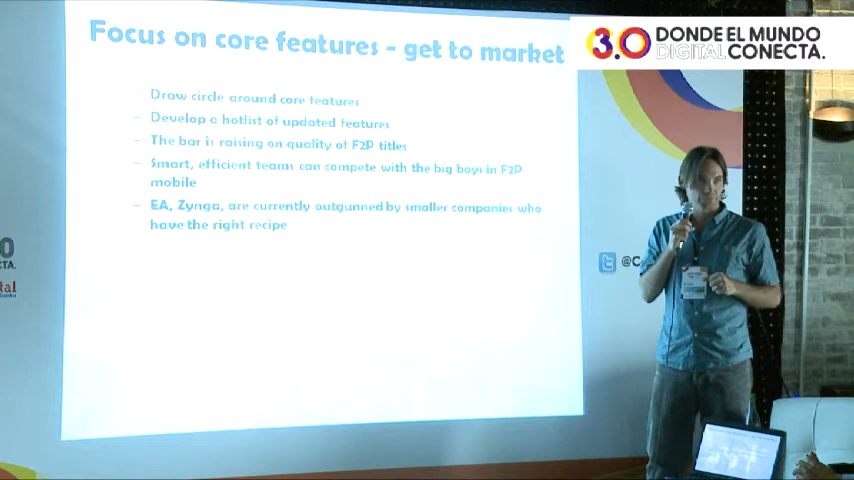 Focus on core features - get to market
Draw circle around core features
Develop a hotlist of updated features
The bar is raising on quality of F2P titles
Smart, efficient teams can compete with the big boys in F2P
mobile
EA, Zynga, are currently outgunned by smaller companies who
have the right recipe
3.0 DONDE EL MUNDO
DIGITAL CONECTA.
@C